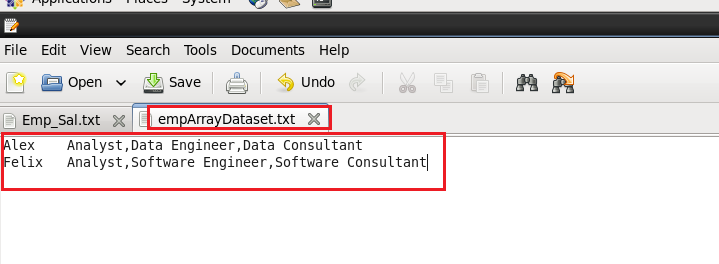 Applications Places System
File Edit View Search Tools Documents Help
Open Save Undo
Emp_Sal.txt empArrayDataset.txt
Alex Analyst,Data Engineer,Data Consultant
Felix Analyst,Software Engineer,Software Consultant